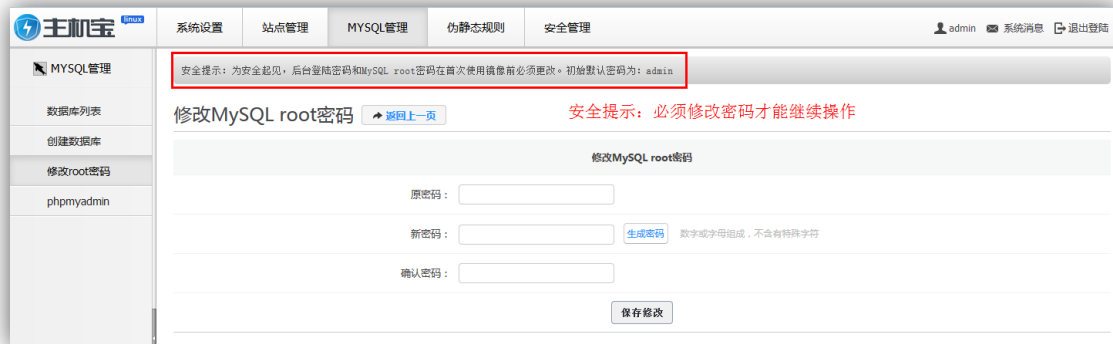 主机宝 linux 系统设置 站点管理 MYSQL管理 伪静态规则 安全管理 admin 系统消息 退出登陆
MYSQL管理
安全提示：为安全起见，后台登陆密码和MySQL root密码在首次使用镜像前必须更改。初始默认密码为：admin
数据库列表
修改MySQL root密码 返回上一页
安全提示：必须修改密码才能继续操作
创建数据库
修改MySQL root密码
修改root密码
原密码：
phpmyadmin
新密码： 生成密码 数字或字母组成，不含有特殊字符
确认密码：
保存修改